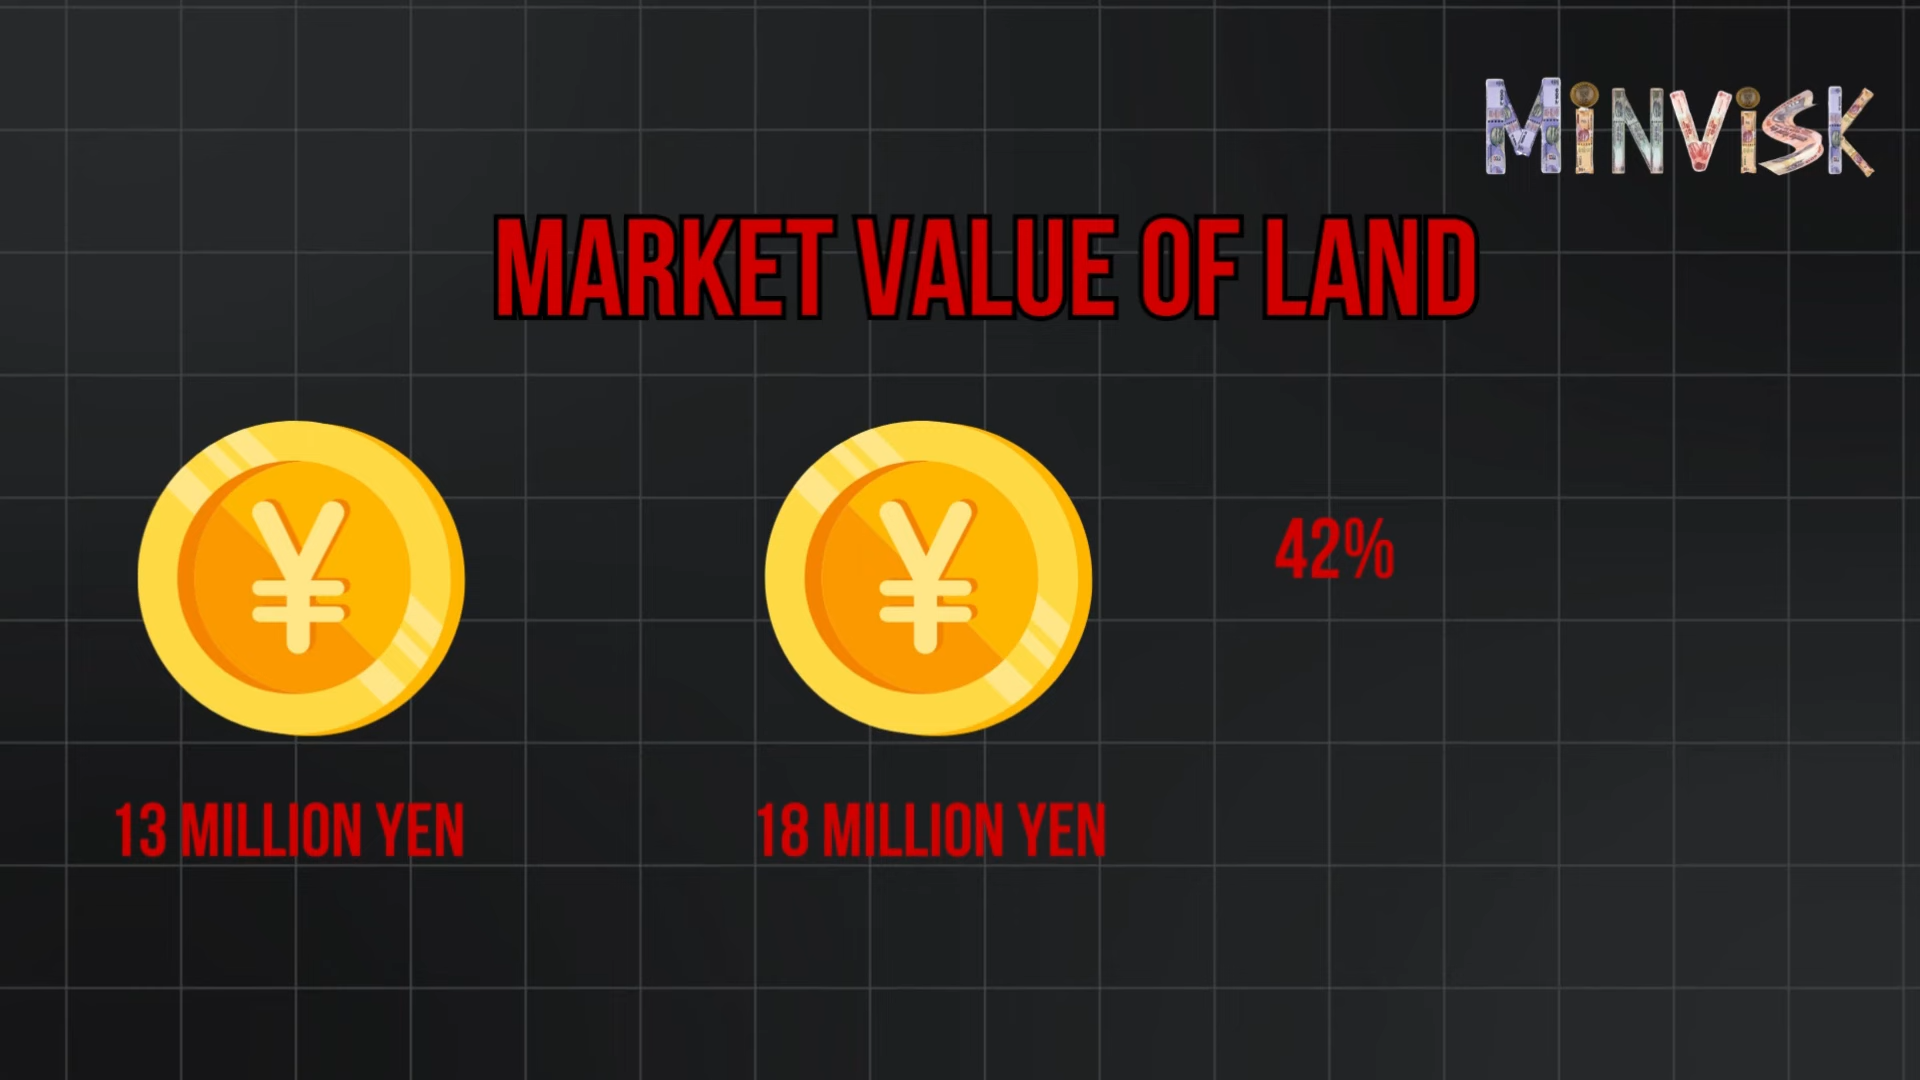 MiNViSK
MARKET VALUE OF LAND
¥
¥
42%
13 MILLION YEN
18 MILLION YEN